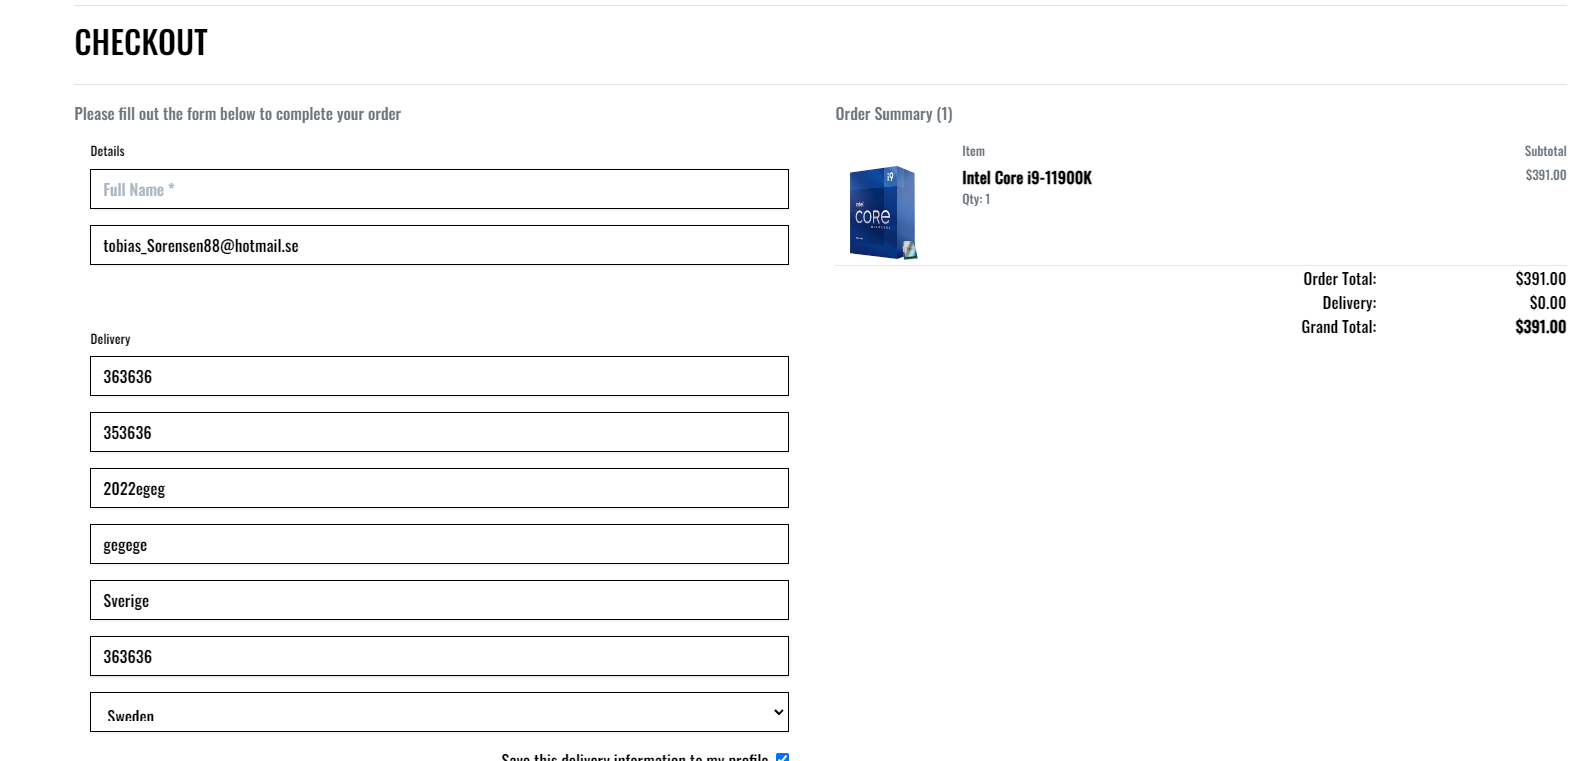 CHECKOUT
Please fill out the form below to complete your order
Details
Full Name *
tobias_Sorensen88@hotmail.se
Delivery
363636
353636
2022egeg
gegege
Sverige
363636
Sweden
Save this delivery information to my profile
Order Summary (1)
Item Subtotal
Intel Core i9-11900K $391.00
Qty: 1
i9
intel
CORE
Order Total: $391.00
Delivery: $0.00
Grand Total: $391.00